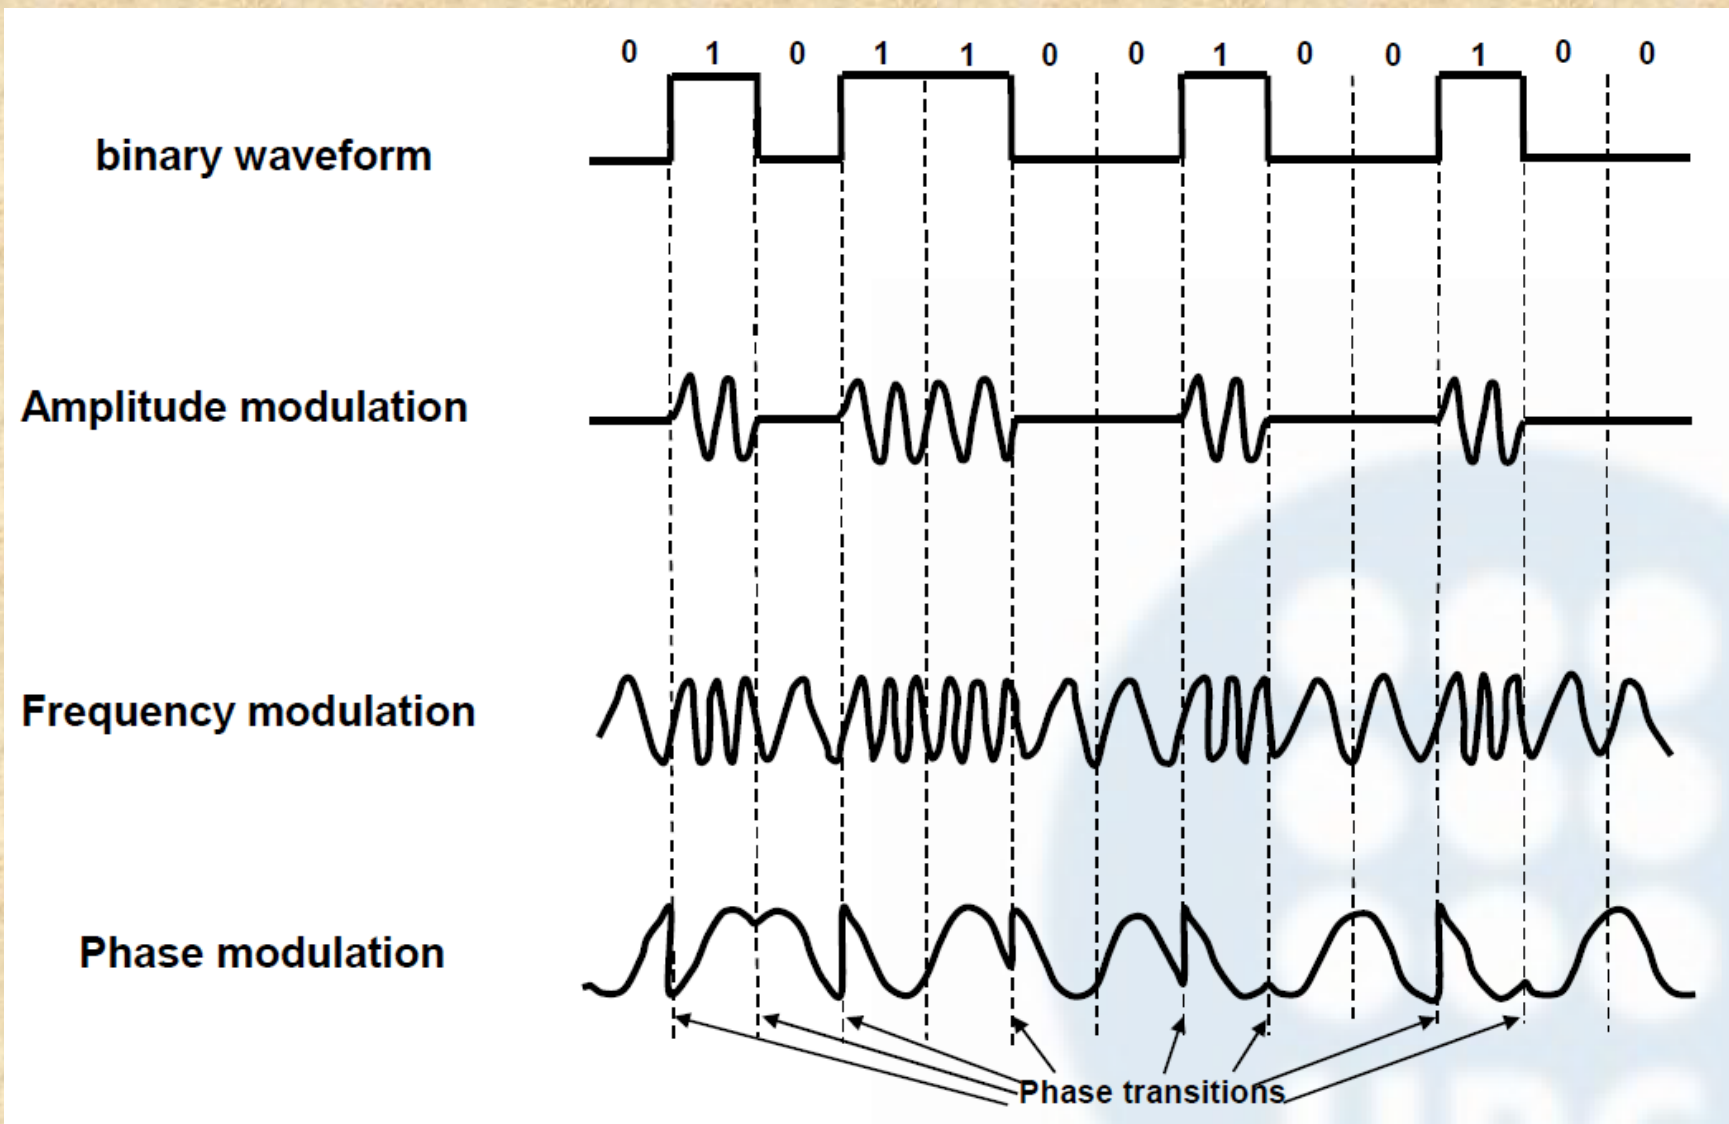 0 1 0 1 1 0 0 1 0 0 1 0 0
binary waveform
Amplitude modulation
Frequency modulation
Phase modulation
Phase transitions